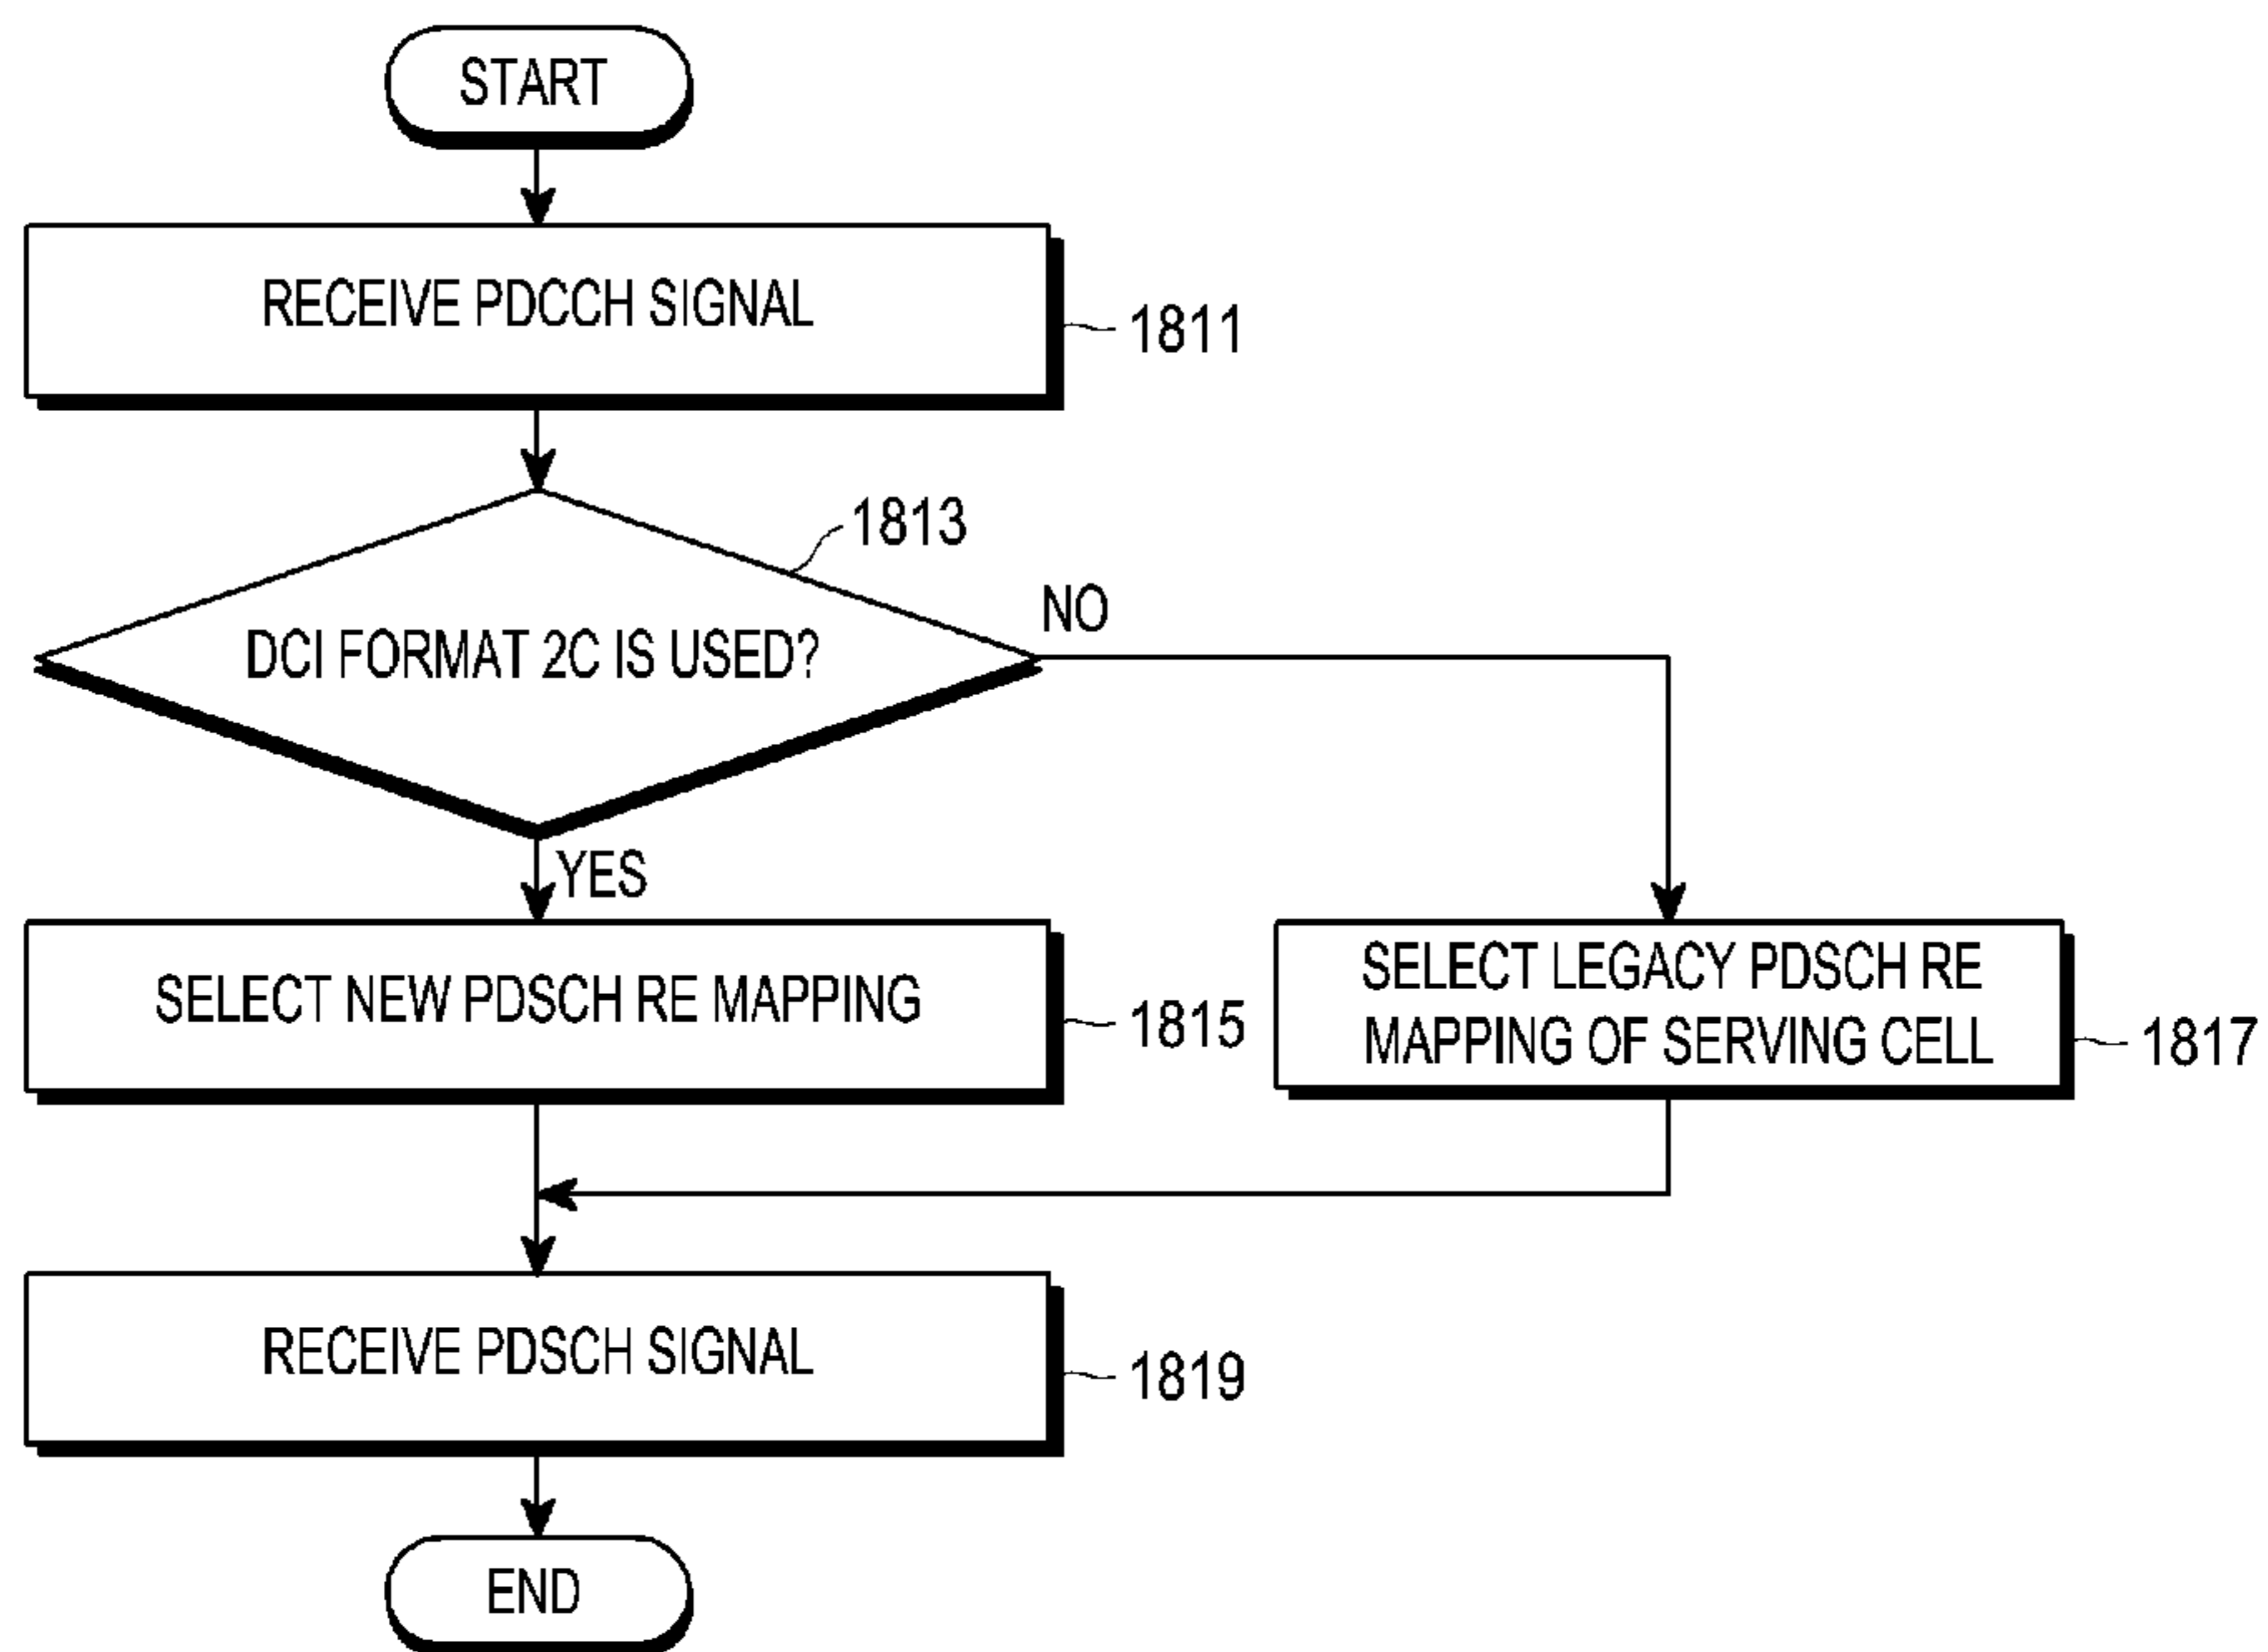 START
RECEIVE PDCCH SIGNAL
1811
1813
DCI FORMAT 2C IS USED?
NO
YES
SELECT NEW PDSCH RE MAPPING
1815
SELECT LEGACY PDSCH RE
MAPPING OF SERVING CELL
1817
RECEIVE PDSCH SIGNAL
1819
END